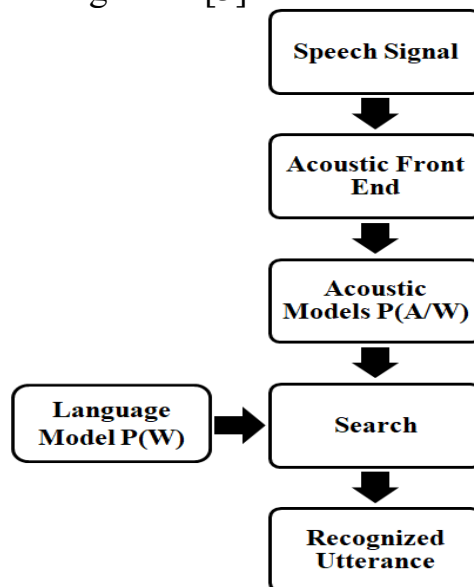 Speech Signal
Acoustic Front
End
Acoustic
Models P(A/W)
Language
Model P(W)
Search
Recognized
Utterance